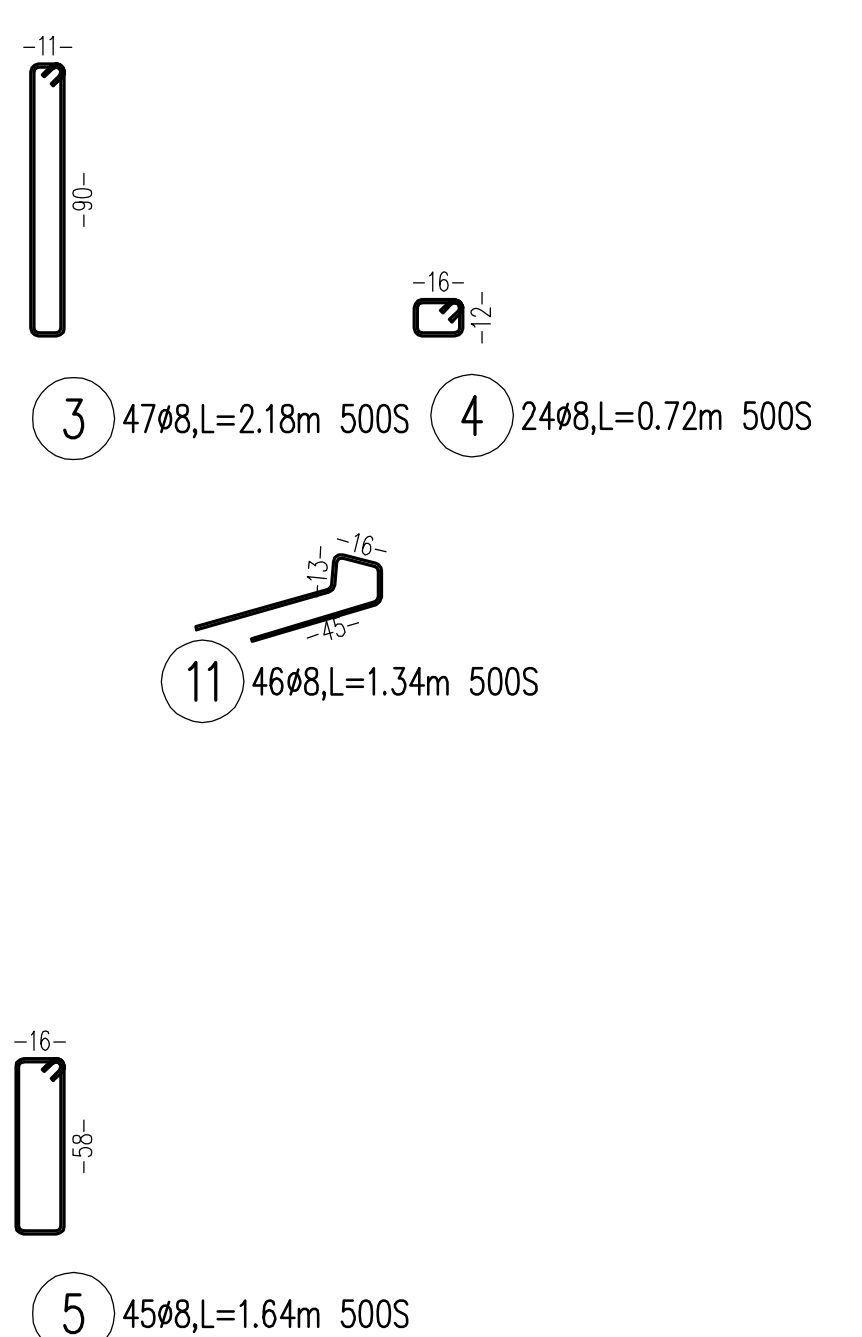 -11-
-90-
-16-
-12-
3 47ø8,L=2.18m 500S
4 24ø8,L=0.72m 500S
-16-
-13-
-45-
11 46ø8,L=1.34m 500S
-16-
-58-
5 45ø8,L=1.64m 500S